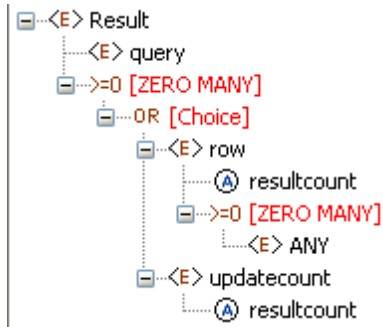 <E> Result
<E> query
>=0 [ZERO MANY]
OR [Choice]
<E> row
A resultcount
>=0 [ZERO MANY]
<E> ANY
<E> updatecount
A resultcount